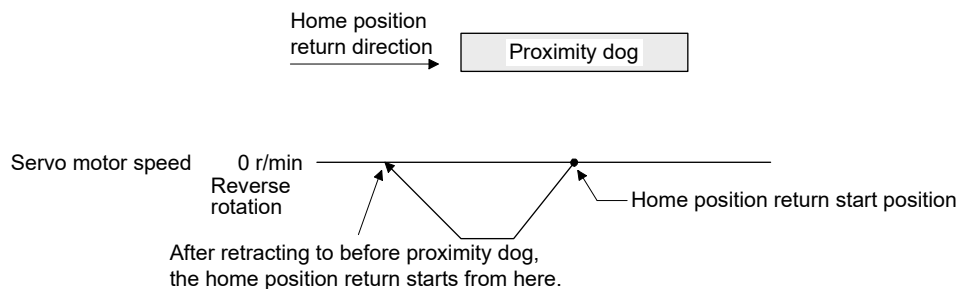 Home position
return direction
Proximity dog
Servo motor speed 0 r/min
Reverse
rotation
Home position return start position
After retracting to before proximity dog,
the home position return starts from here.